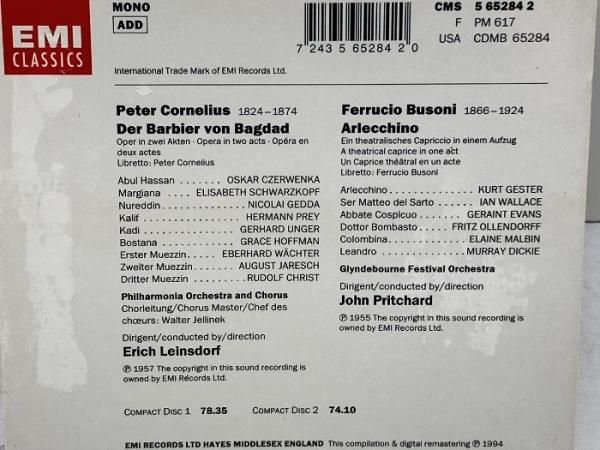 EMI
CLASSICS
MONO
ADD
7 243 5 65284 2 0
CMS 5 65284 2
F PM 617
USA CDMB 65284
International Trade Mark of EMI Records Ltd.
Peter Cornelius 1824–1874
Der Barbier von Bagdad
Oper in zwei Akten · Opera in two acts · Opéra en
deux actes
Libretto: Peter Cornelius
Abul Hassan ....... OSKAR CZERWENKA
Margiana .... ELISABETH SCHWARZKOPF
Nureddin .............. NICOLAI GEDDA
Kalif ................ HERMANN PREY
Kadi ............... GERHARD UNGER
Bostana ........... GRACE HOFFMAN
Erster Muezzin..... EBERHARD WÄCHTER
Zweiter Muezzin...... AUGUST JARESCH
Dritter Muezzin ....... RUDOLF CHRIST
Philharmonia Orchestra and Chorus
Chorleitung/Chorus Master/Chef des
chœurs: Walter Jellinek
Dirigent/conducted by/direction
Erich Leinsdorf
℗ 1957 The copyright in this sound recording is
owned by EMI Records Ltd.
Ferruccio Busoni 1866–1924
Arlecchino
Ein theatralisches Capriccio in einem Aufzug
A theatrical caprice in one act
Un Caprice théâtral en un acte
Libretto: Ferruccio Busoni
Arlecchino ............. KURT GESTER
Ser Matteo del Sarto ..... IAN WALLACE
Abbate Cospicuo ....... GERAINT EVANS
Dottor Bombasto .... FRITZ OLLENDORFF
Colombina........... ELAINE MALBIN
Leandro ........... MURRAY DICKIE
Glyndebourne Festival Orchestra
Dirigent/conducted by/direction
John Pritchard
℗ 1955 The copyright in this sound recording is
owned by EMI Records Ltd.
COMPACT DISC 1 78.35 COMPACT DISC 2 74.10
EMI RECORDS LTD HAYES MIDDLESEX ENGLAND This compilation & digital remastering ℗ 1994